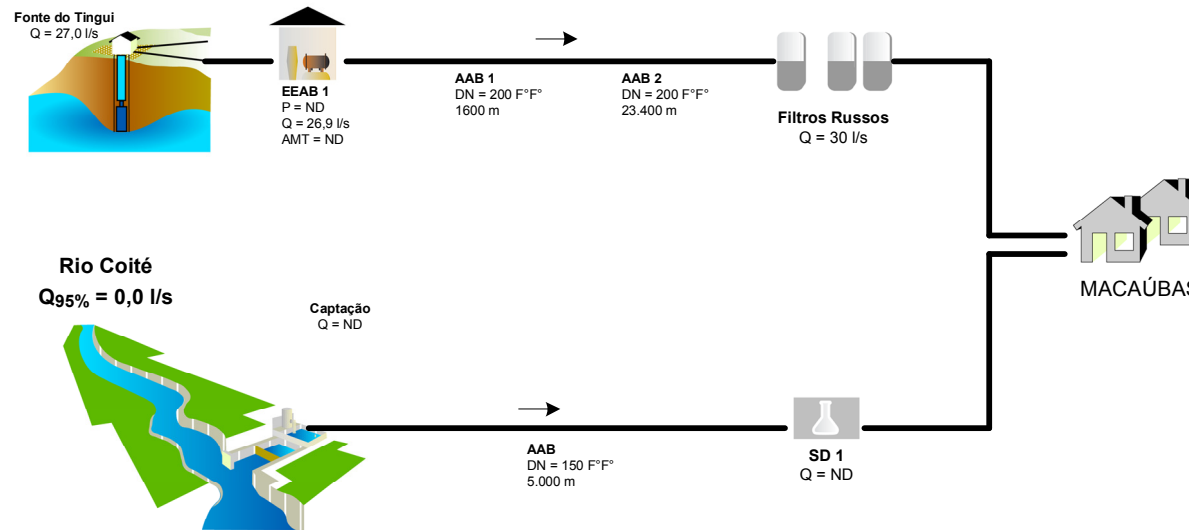 Fonte do Tingui
Q = 27,0 l/s
EEAB 1
P = ND
Q = 26,9 l/s
AMT = ND
AAB 1
DN = 200 F°F°
1600 m
AAB 2
DN = 200 F°F°
23.400 m
Filtros Russos
Q = 30 l/s
MACAÚBAS
Rio Coité
Q95% = 0,0 l/s
Captação
Q = ND
AAB
DN = 150 F°F°
5.000 m
SD 1
Q = ND